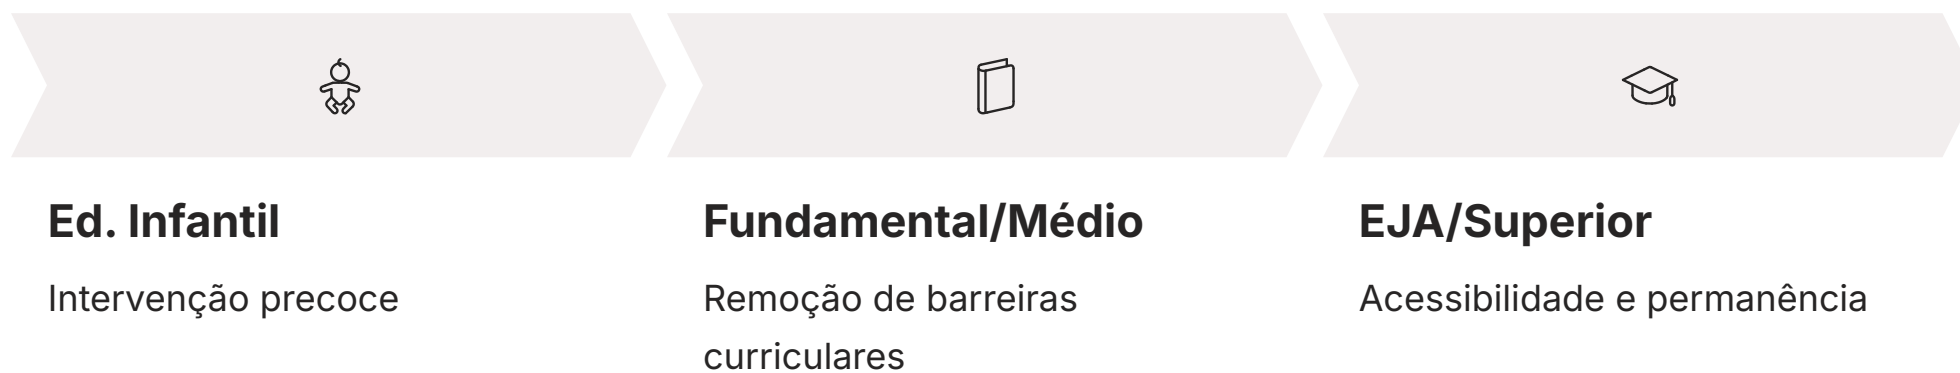 Ed. Infantil
Intervenção precoce
Fundamental/Médio
Remoção de barreiras
curriculares
EJA/Superior
Acessibilidade e permanência